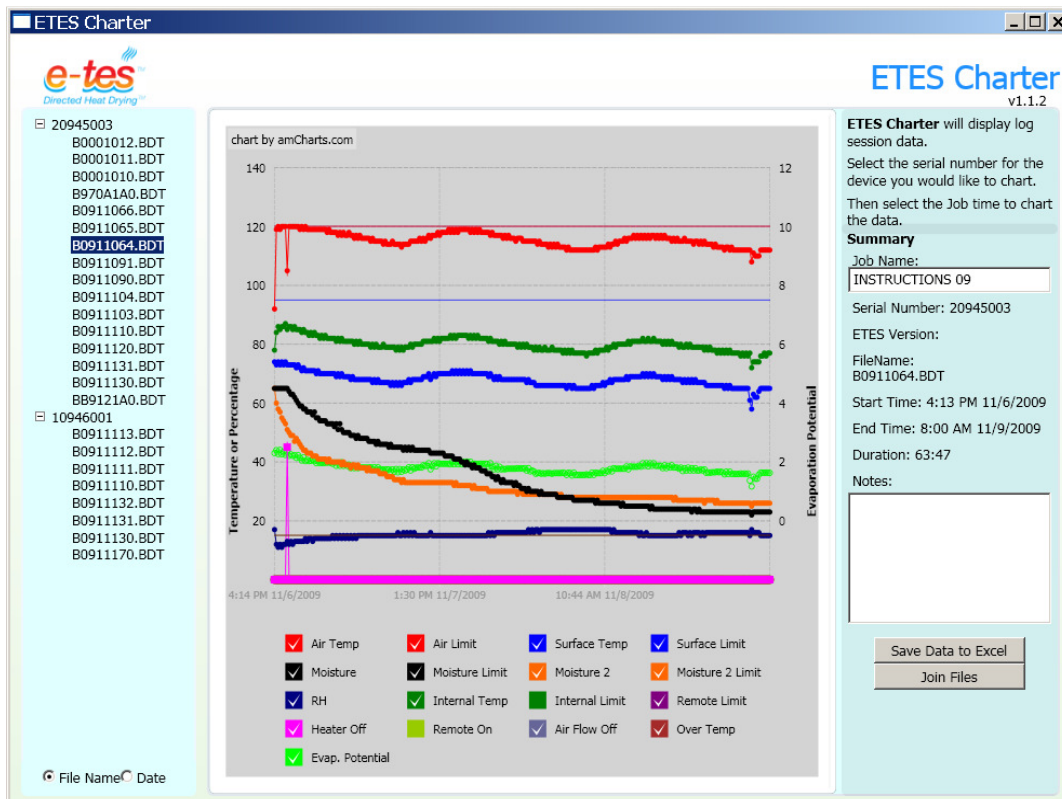 ETES Charter
e-tes™
Directed Heat Drying™
ETES Charter
v1.1.2
20945003
B0001012.BDT
B0001011.BDT
B0001010.BDT
B970A1A0.BDT
B0911066.BDT
B0911065.BDT
B0911064.BDT
B0911091.BDT
B0911090.BDT
B0911104.BDT
B0911103.BDT
B0911110.BDT
B0911120.BDT
B0911131.BDT
B0911130.BDT
BB9121A0.BDT
10946001
B0911113.BDT
B0911112.BDT
B0911111.BDT
B0911110.BDT
B0911132.BDT
B0911131.BDT
B0911130.BDT
B0911170.BDT
File Name Date
chart by amCharts.com
140 12
120 10
100 8
80 6
60 4
40 2
20 0
Temperature or Percentage
Evaporation Potential
4:14 PM 11/6/2009 1:30 PM 11/7/2009 10:44 AM 11/8/2009
Air Temp Air Limit Surface Temp Surface Limit
Moisture Moisture Limit Moisture 2 Moisture 2 Limit
RH Internal Temp Internal Limit Remote Limit
Heater Off Remote On Air Flow Off Over Temp
Evap. Potential
ETES Charter will display log
session data.
Select the serial number for the
device you would like to chart.
Then select the Job time to chart
the data.
Summary
Job Name:
INSTRUCTIONS 09
Serial Number: 20945003
ETES Version:
FileName:
B0911064.BDT
Start Time: 4:13 PM 11/6/2009
End Time: 8:00 AM 11/9/2009
Duration: 63:47
Notes:
Save Data to Excel
Join Files